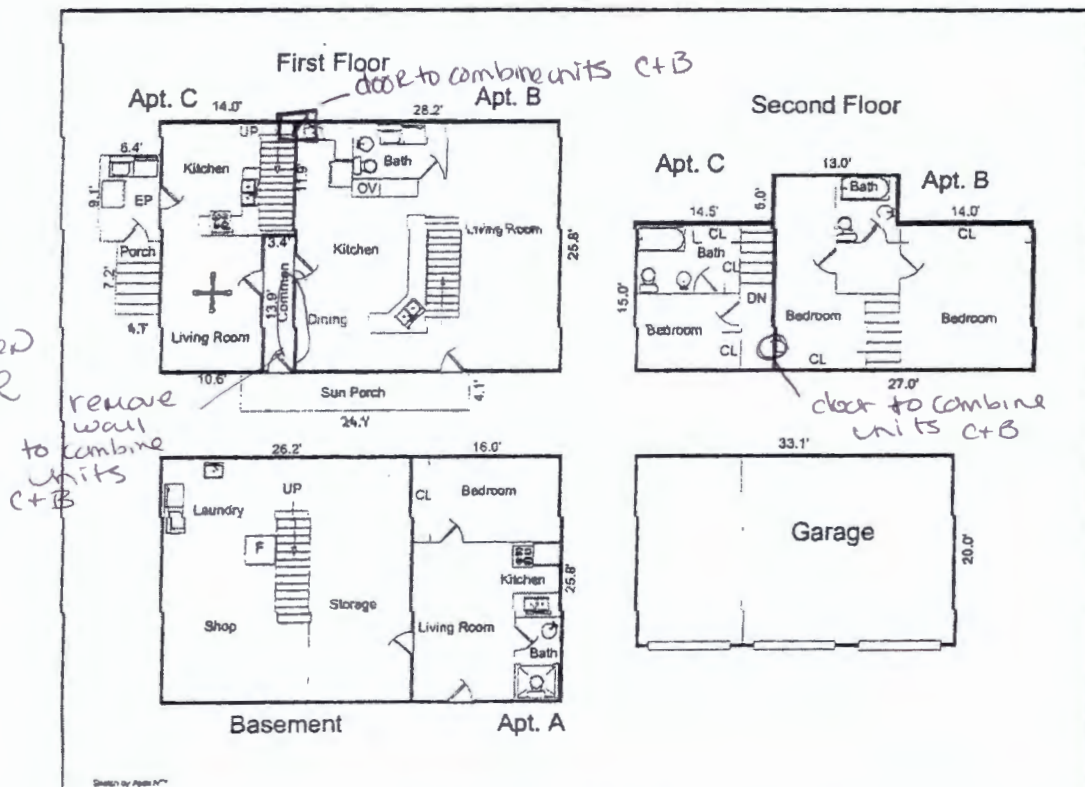 First Floor
door to combine units C+B
Apt. C
14.0'
28.2'
Apt. B
UP
6.4'
9.1'
EP
Kitchen
11.9'
Bath
OV
Living Room
25.8'
Kitchen
3.4'
Porch
7.2'
13.9'
Common
Dining
Living Room
10.6'
Sun Porch
4.1'
24.1'
remove
wall
to combine
units
C+B
Second Floor
Apt. C
13.0'
Apt. B
14.5'
6.0'
Bath
14.0'
CL
CL
Bath
CL
15.0'
DN
Bedroom
Bedroom
Bedroom
CL
CL
27.0'
door to combine
units C+B
26.2'
16.0'
UP
CL
Bedroom
Laundry
F
Kitchen
25.8'
Storage
Shop
Living Room
Bath
Basement
Apt. A
33.1'
Garage
20.0'